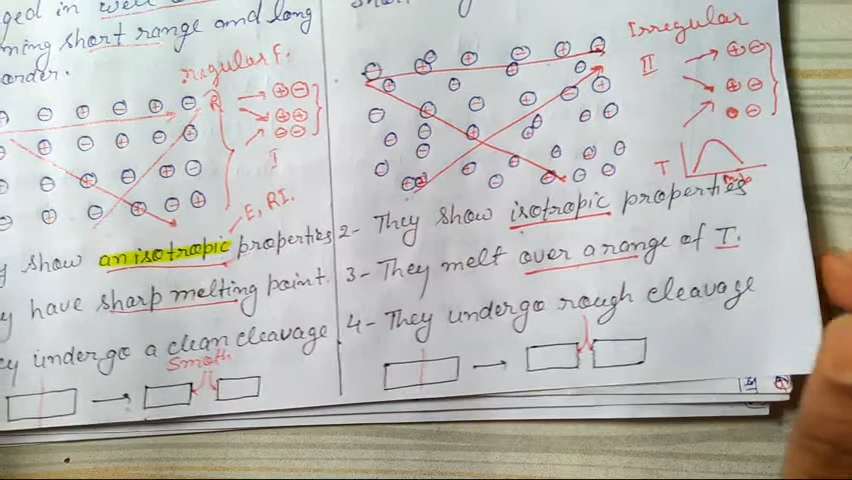 ged in well
ming short range and long
order.
regular F.
R
I
E, RI.
show anisotropic properties
have sharp melting point.
undergo a clean cleavage
Smoth
Irregular
II
T
2- They show isotropic properties
3- They melt over a range of T.
4- They undergo rough cleavage